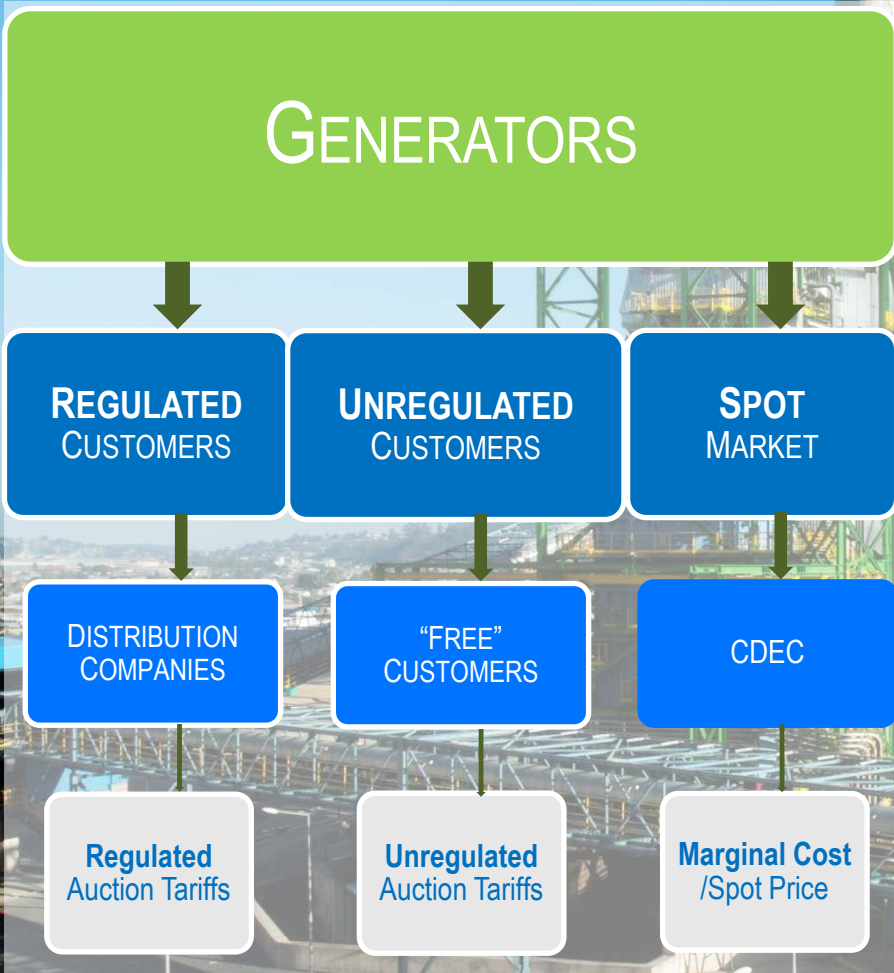 GENERATORS
REGULATED
CUSTOMERS
UNREGULATED
CUSTOMERS
SPOT
MARKET
DISTRIBUTION
COMPANIES
“FREE”
CUSTOMERS
CDEC
Regulated
Auction Tariffs
Unregulated
Auction Tariffs
Marginal Cost
/Spot Price